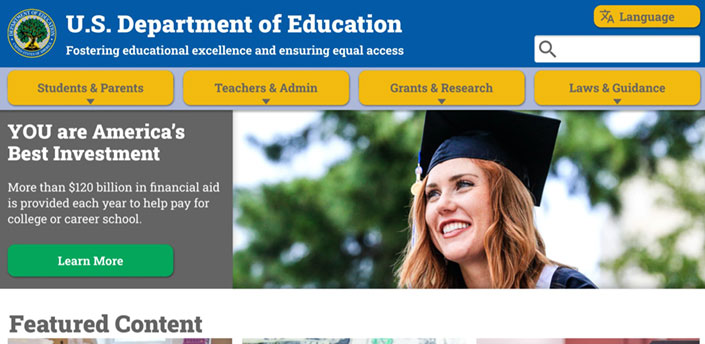 U.S. Department of Education
Fostering educational excellence and ensuring equal access
Language
Students & Parents
Teachers & Admin
Grants & Research
Laws & Guidance
YOU are America's
Best Investment
More than $120 billion in financial aid
is provided each year to help pay for
college or career school.
Learn More
Featured Content